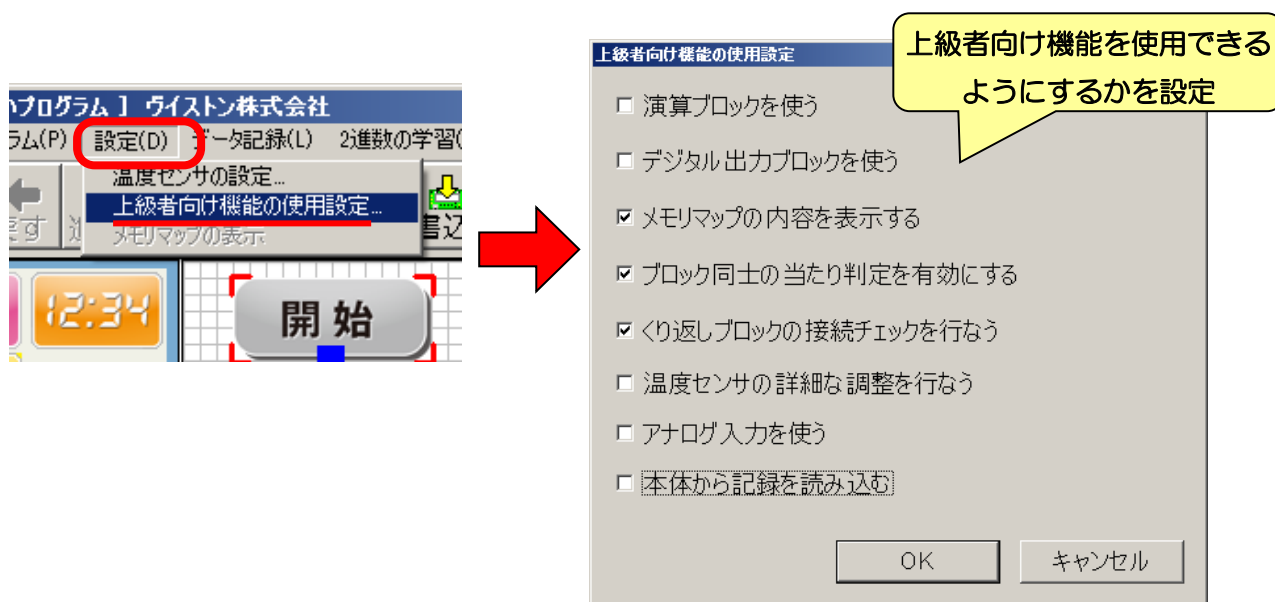 いプログラム ] ヴイストン株式会社
ラム(P) 設定(D) データ記録(L) 2進数の学習(
温度センサの設定...
上級者向け機能の使用設定...
メモリマップの表示
戻す 進 書込
12:34
開 始
上級者向け機能の使用設定
上級者向け機能を使用できる
ようにするかを設定
演算ブロックを使う
デジタル出力ブロックを使う
メモリマップの内容を表示する
ブロック同士の当たり判定を有効にする
くり返しブロックの接続チェックを行なう
温度センサの詳細な調整を行なう
アナログ入力を使う
本体から記録を読み込む
OK キャンセル